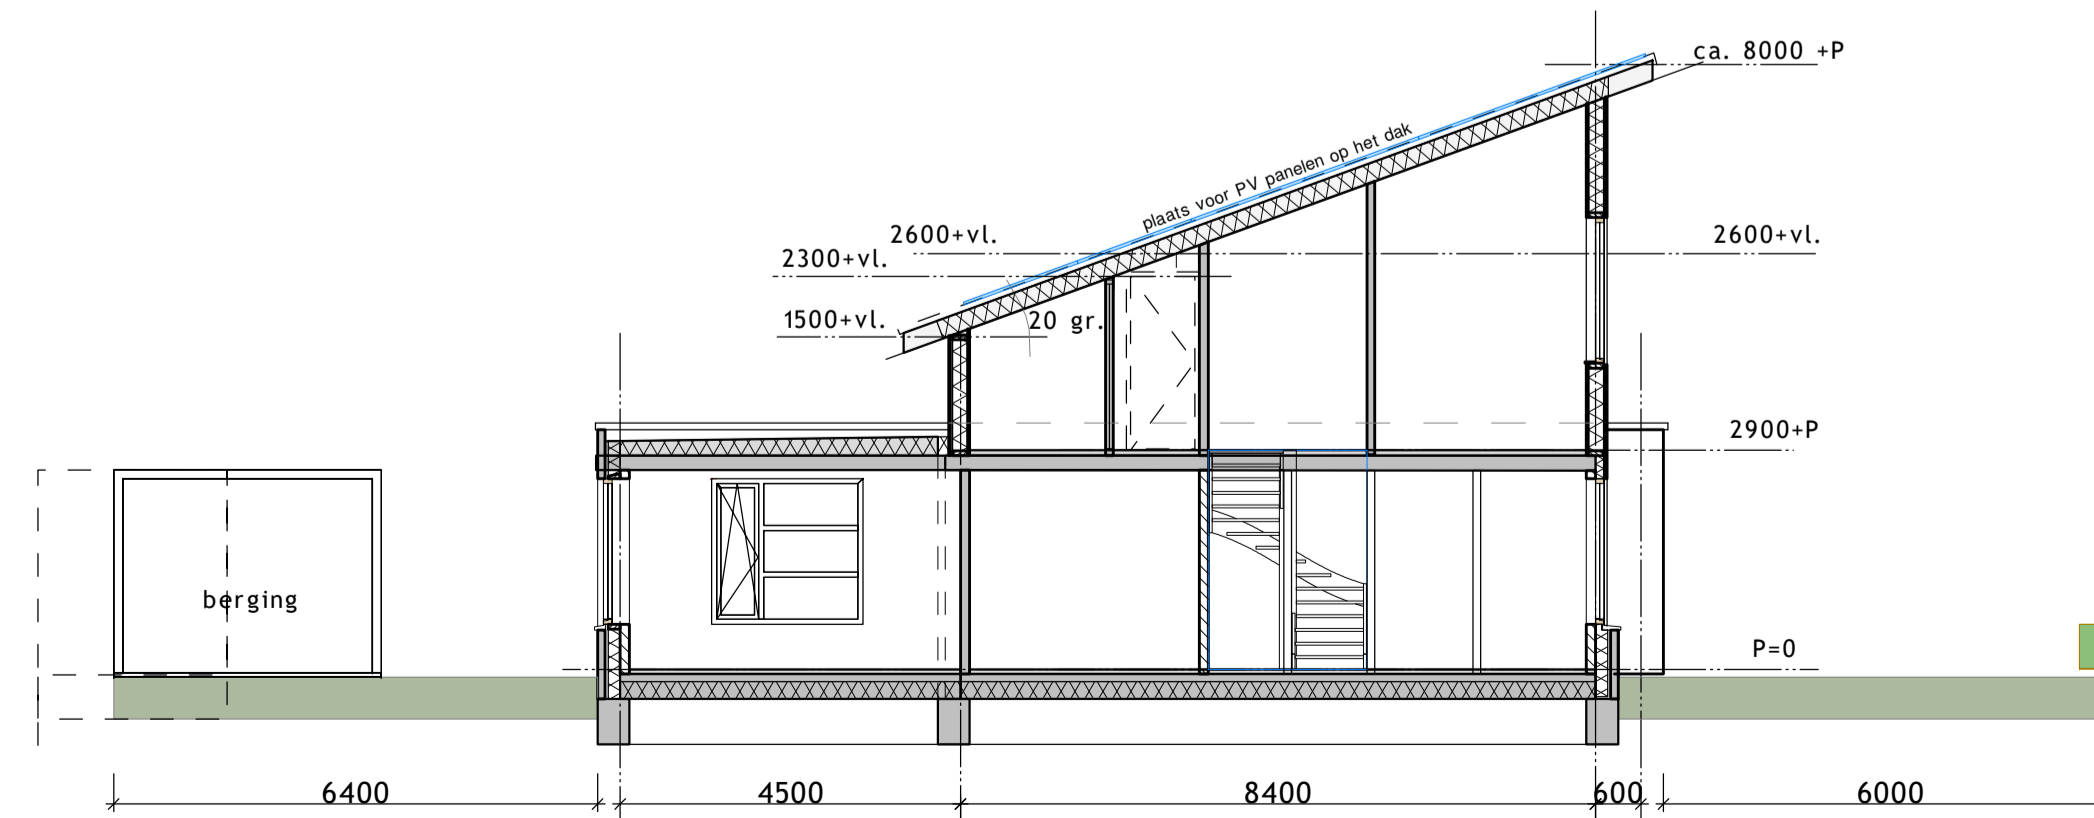 ca. 8000 +P
plaats voor PV panelen op het dak
2600+vl.
2600+vl.
2300+vl.
1500+vl.
20 gr.
2900+P
berging
P=0
6400
4500
8400
600
6000